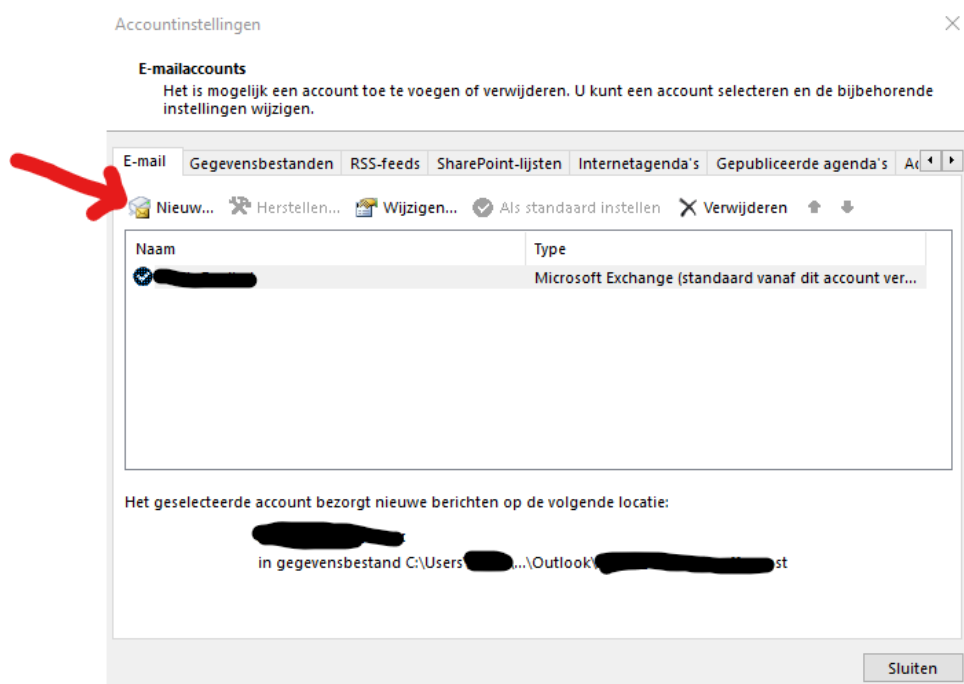 Accountinstellingen
E-mailaccounts
Het is mogelijk een account toe te voegen of verwijderen. U kunt een account selecteren en de bijbehorende
instellingen wijzigen.
E-mail Gegevensbestanden RSS-feeds SharePoint-lijsten Internetagenda's Gepubliceerde agenda's
Nieuw... Herstellen... Wijzigen... Als standaard instellen Verwijderen
Naam Type
Microsoft Exchange (standaard vanaf dit account ver...
Het geselecteerde account bezorgt nieuwe berichten op de volgende locatie:
in gegevensbestand C:\Users\ \...\Outlook\ st
Sluiten